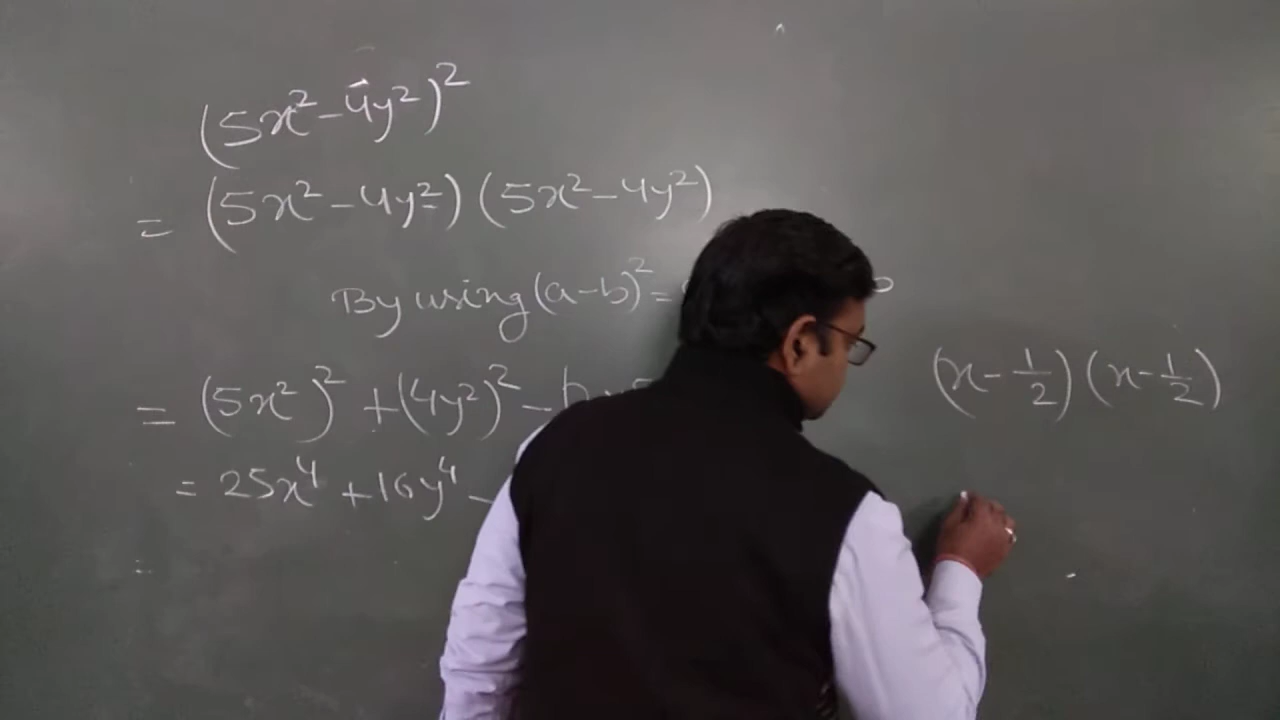 (5x² - 4y²)²
= (5x² - 4y²) (5x² - 4y²)
By using (a - b)² =
= (5x²)² + (4y²)² -
= 25x⁴ + 16y⁴ -
=
(x - 1/2) (x - 1/2)